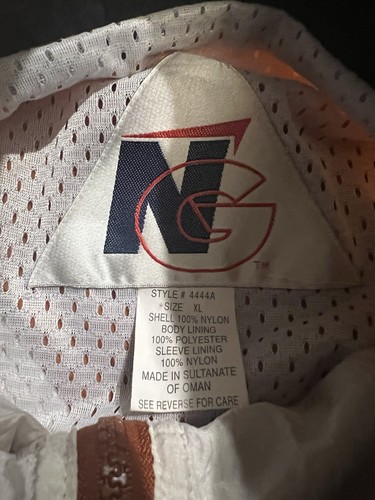 NG
TM
STYLE # 4444A
*SIZE XL
SHELL 100% NYLON
BODY LINING
100% POLYESTER
SLEEVE LINING
100% NYLON
MADE IN SULTANATE
OF OMAN
SEE REVERSE FOR CARE